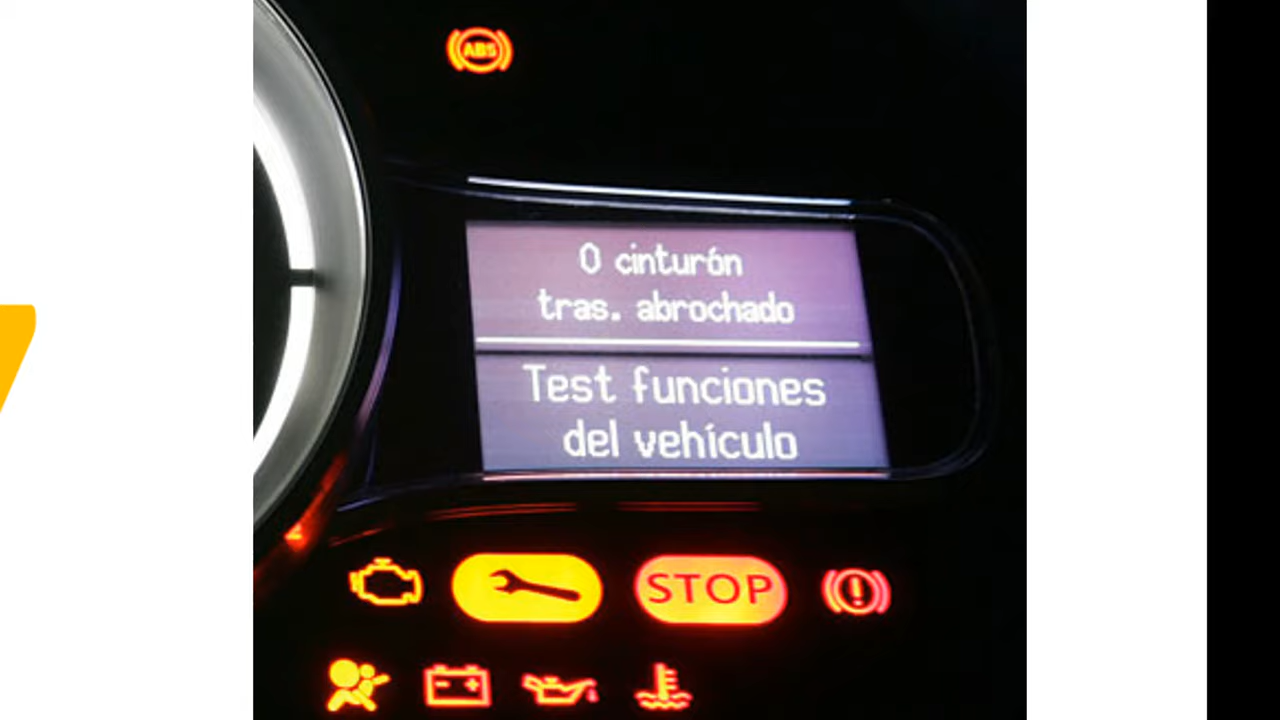 ABS
0 cinturón
tras. abrochado
Test funciones
del vehículo
STOP